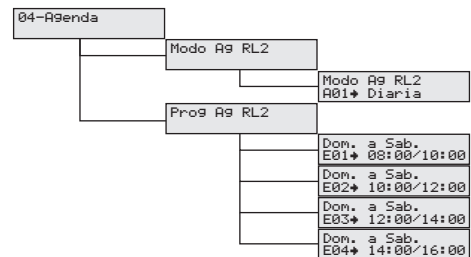 04-Agenda
Modo Ag RL2
Modo Ag RL2
A01→ Diaria
Prog Ag RL2
Dom. a Sab.
E01→ 08:00/10:00
Dom. a Sab.
E02→ 10:00/12:00
Dom. a Sab.
E03→ 12:00/14:00
Dom. a Sab.
E04→ 14:00/16:00